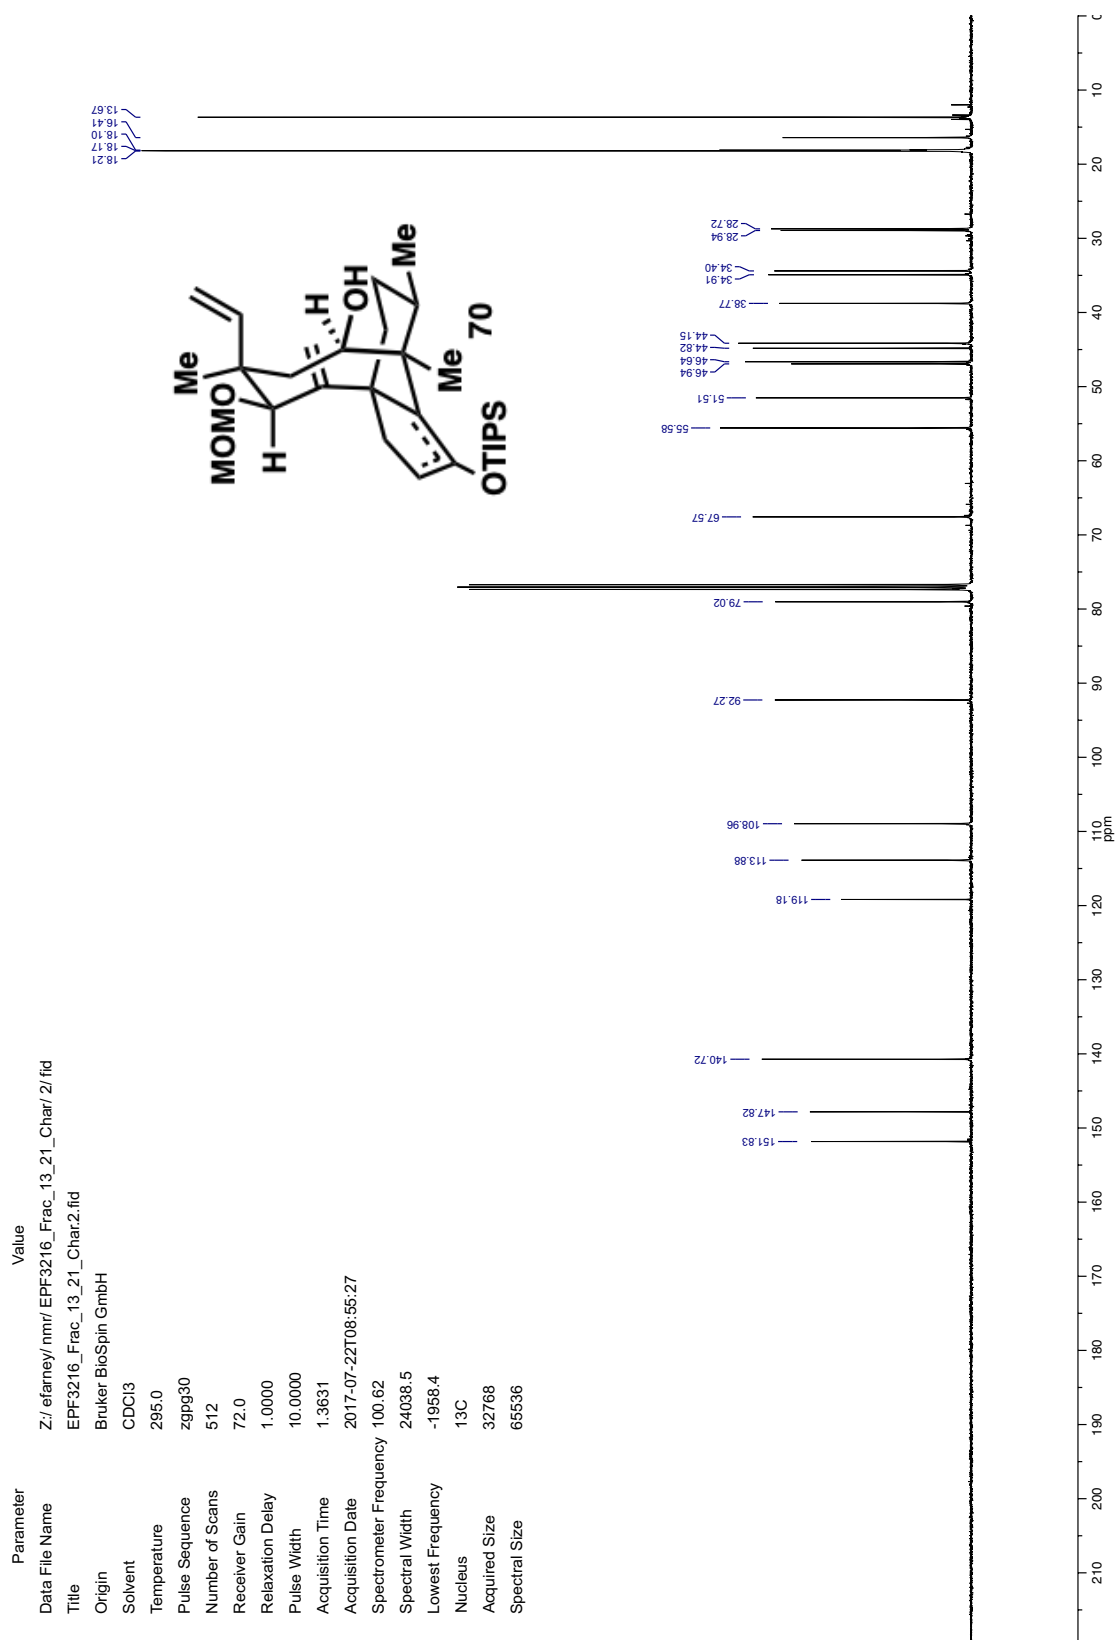 Parameter Value
Data File Name Z:/ efarney/ nmr/ EPF3216_Frac_13_21_Char/ 2/ fid
Title EPF3216_Frac_13_21_Char.2.fid
Origin Bruker BioSpin GmbH
Solvent CDCl3
Temperature 295.0
Pulse Sequence zgpg30
Number of Scans 512
Receiver Gain 72.0
Relaxation Delay 1.0000
Pulse Width 10.0000
Acquisition Time 1.3631
Acquisition Date 2017-07-22T08:55:27
Spectrometer Frequency 100.62
Spectral Width 24038.5
Lowest Frequency -1958.4
Nucleus 13C
Acquired Size 32768
Spectral Size 65536
Me
MOMO
H
H
OH
Me
Me
OTIPS
70
151.83
147.82
140.72
119.18
113.88
108.96
92.27
79.02
67.57
55.58
51.51
46.94
46.64
44.82
44.15
38.77
34.91
34.40
28.94
28.72
18.21
18.17
18.10
16.41
13.67
210 200 190 180 170 160 150 140 130 120 110 100 90 80 70 60 50 40 30 20 10
ppm